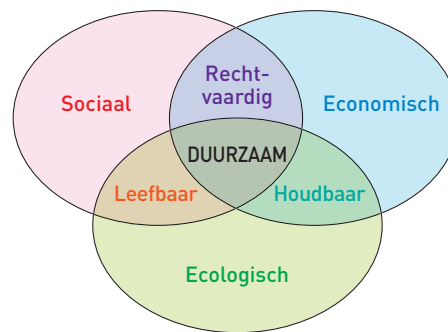 Recht-
vaardig
Sociaal
Economisch
DUURZAAM
Leefbaar
Houdbaar
Ecologisch